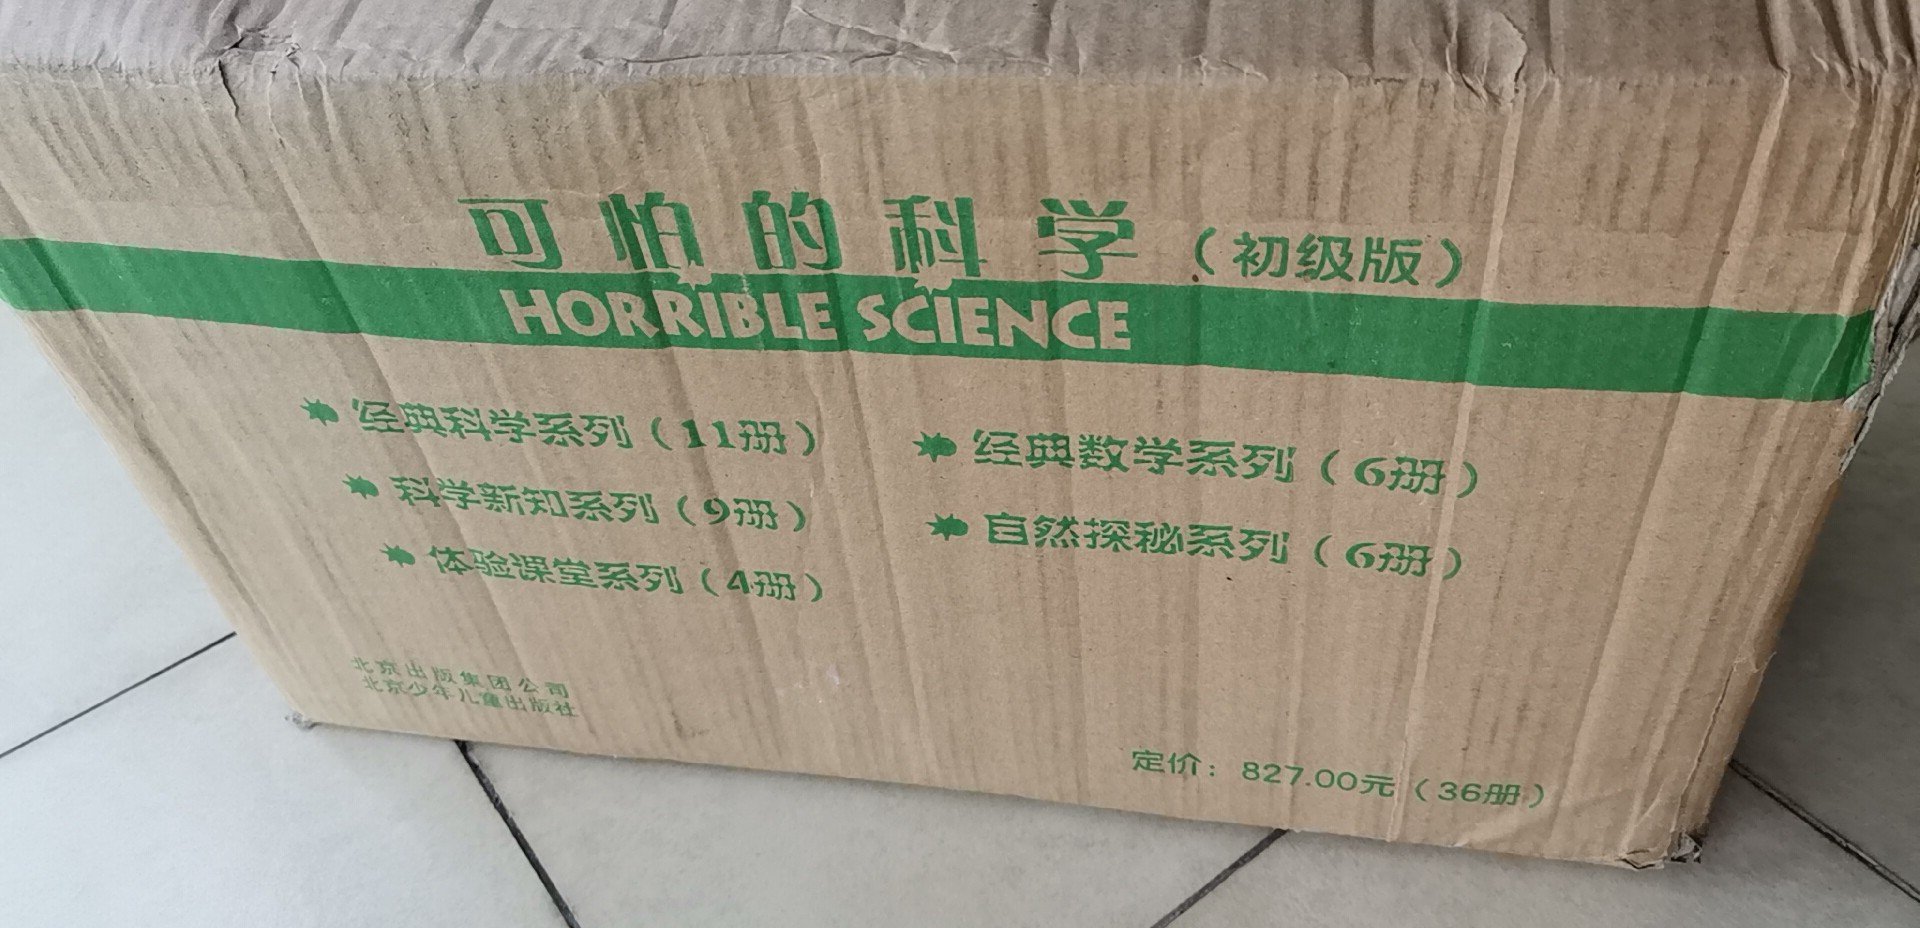 可怕的科学（初级版）
HORRIBLE SCIENCE
经典科学系列（11册）
经典数学系列（6册）
科学新知系列（9册）
自然探秘系列（6册）
体验课堂系列（4册）
北京出版集团公司
北京少年儿童出版社
定价：827.00元（36册）